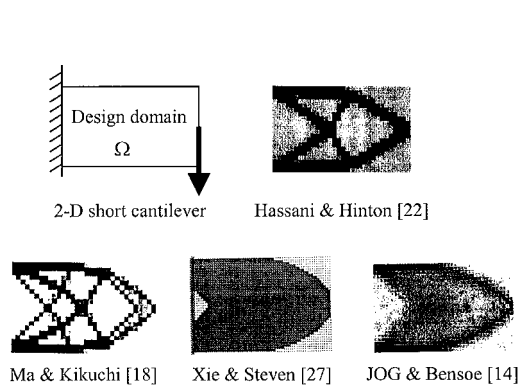 Design domain
Ω
2-D short cantilever
Hassani & Hinton [22]
Ma & Kikuchi [18]
Xie & Steven [27]
JOG & Bensoe [14]